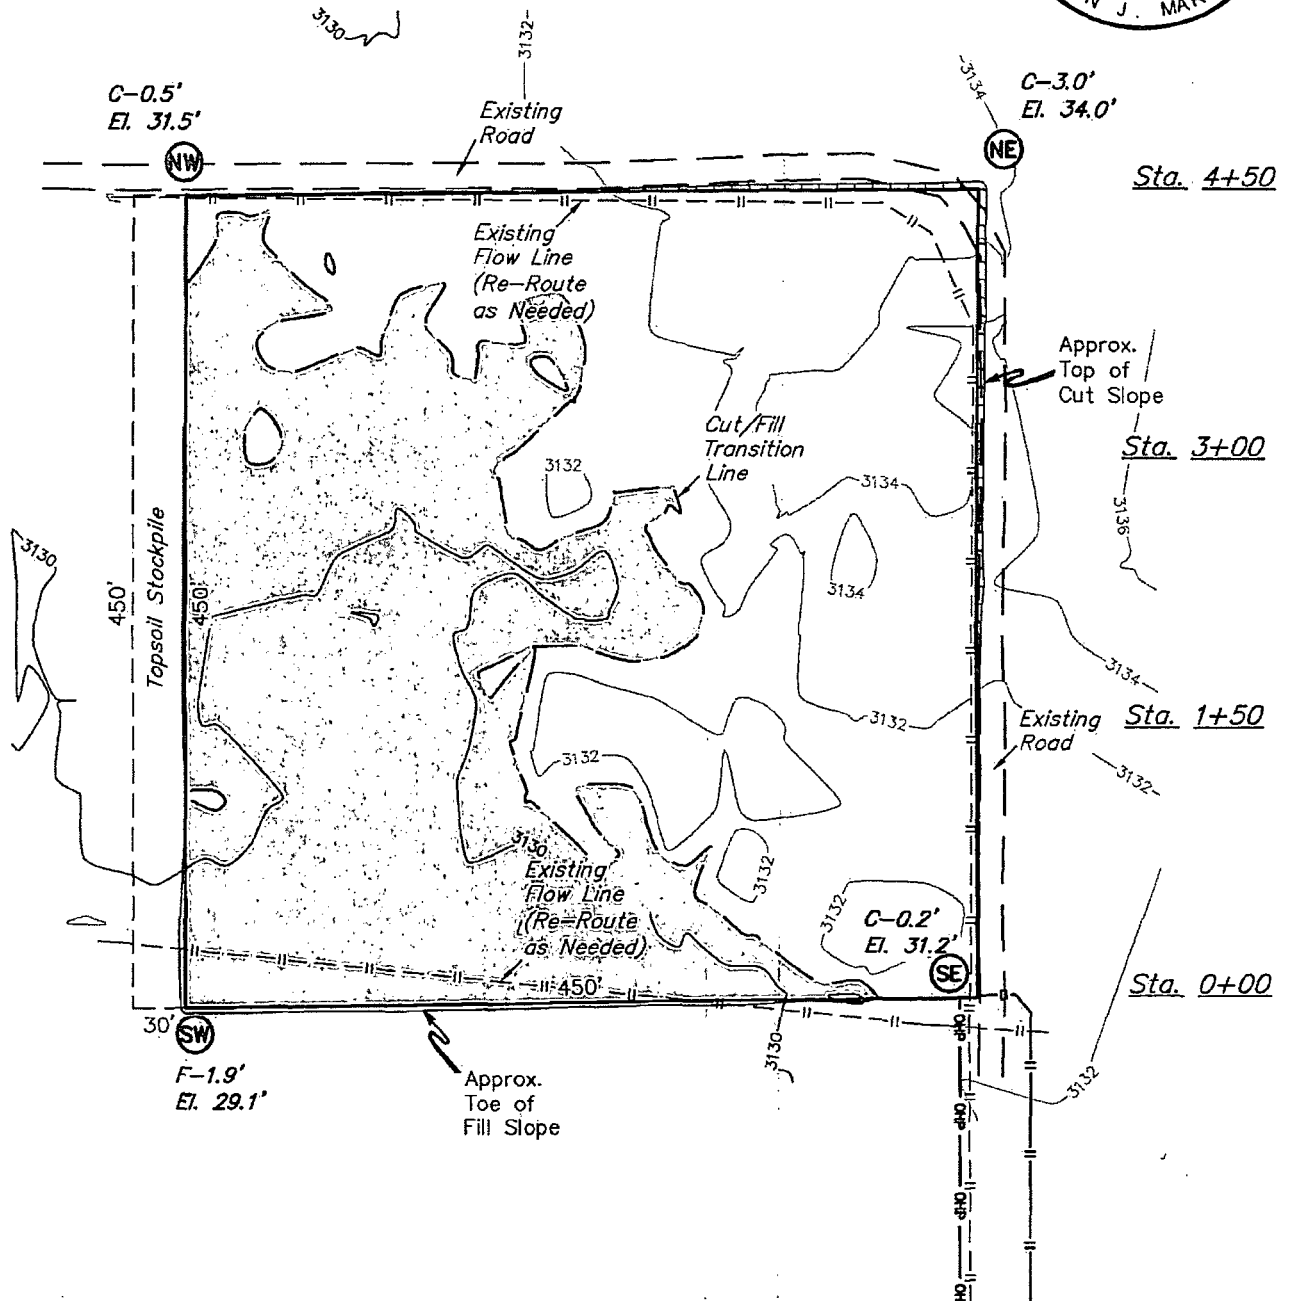 N J. MAR
3130
3132
3134
C-0.5'
El. 31.5'
C-3.0'
El. 34.0'
Existing
Road
NW
NE
Sta. 4+50
Existing
Flow Line
(Re-Route
as Needed)
Approx.
Top of
Cut Slope
Cut/Fill
Transition
Line
Sta. 3+00
3132
3134
3136
3130
3134
450'
Topsoil Stockpile
450'
3134
3132
Existing
Road
Sta. 1+50
3132
3132
3130
Existing
Flow Line
(Re-Route
as Needed)
3132
3132
C-0.2'
El. 31.2'
SE
450'
Sta. 0+00
30'
SW
F-1.9'
El. 29.1'
Approx.
Toe of
Fill Slope
3130
3132
OHP
OHP
OHP
OH